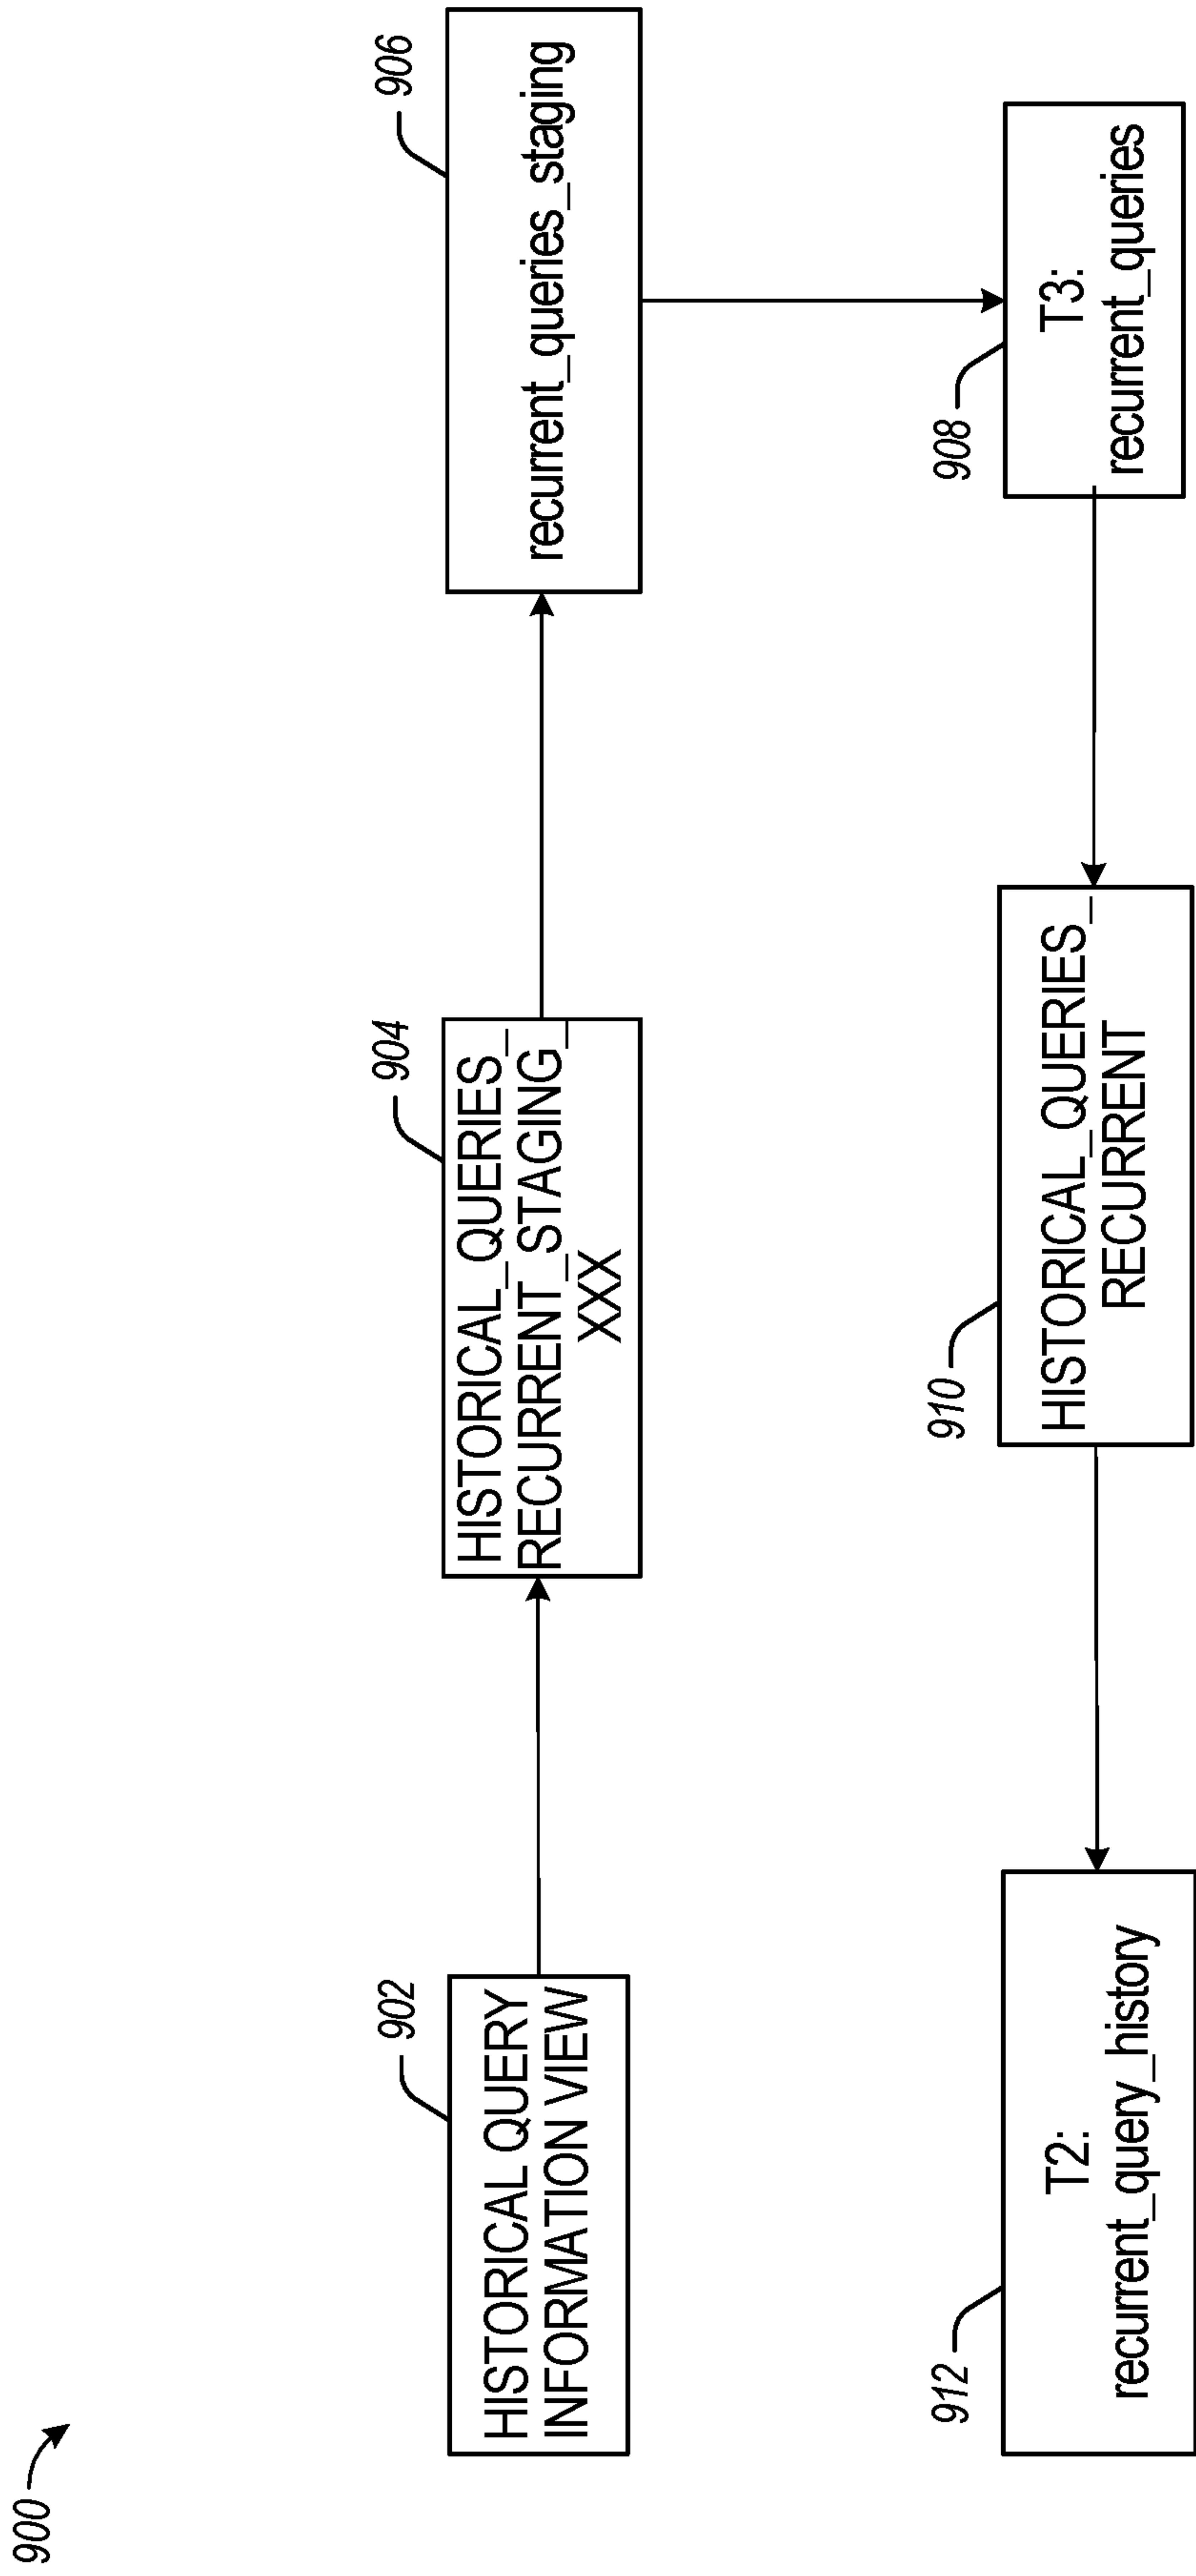 900
902
HISTORICAL QUERY
INFORMATION VIEW
904
HISTORICAL_QUERIES_
RECURRENT_STAGING_
XXX
906
recurrent_queries_staging
908
T3:
recurrent_queries
910
HISTORICAL_QUERIES_
RECURRENT
912
T2:
recurrent_query_history